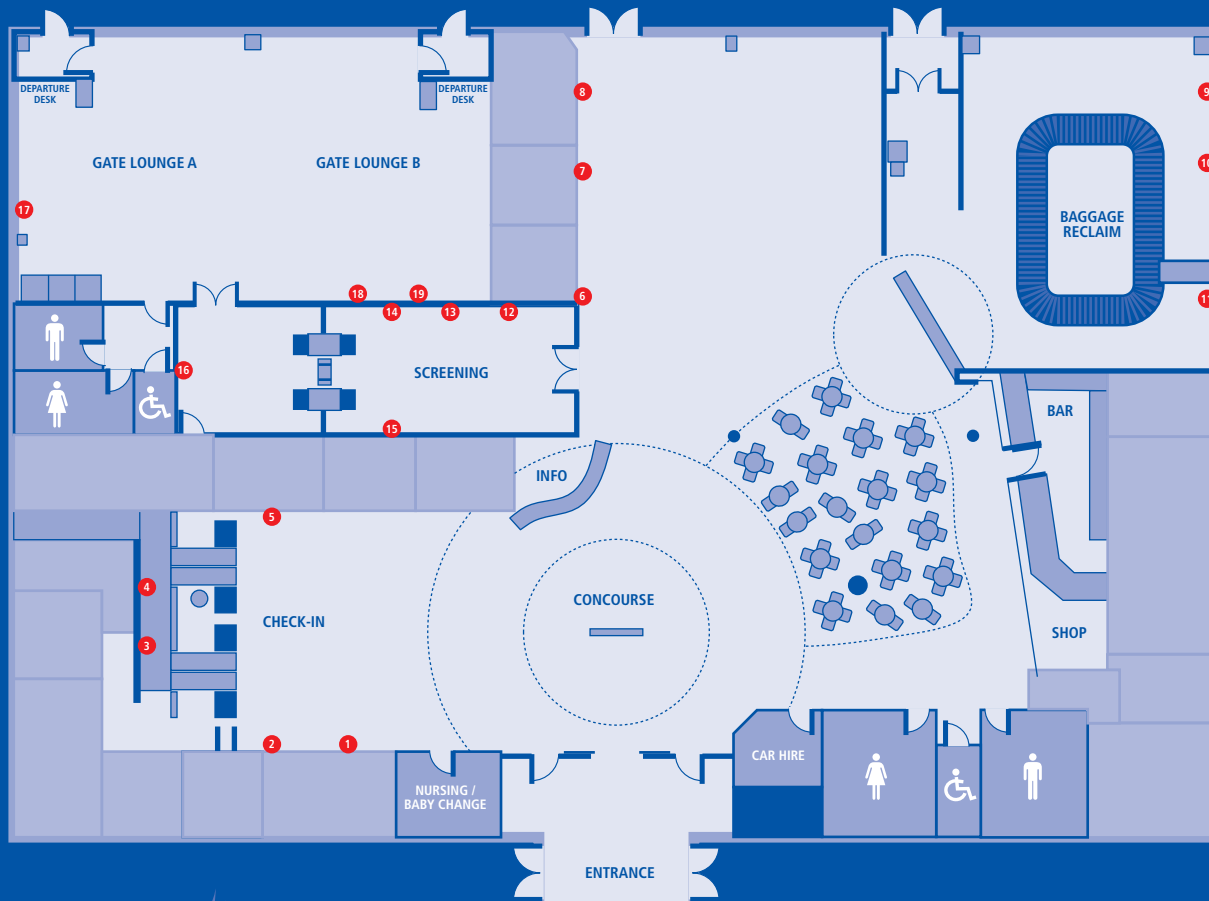 DEPARTURE
DESK
DEPARTURE
DESK
8
9
GATE LOUNGE A
GATE LOUNGE B
10
7
17
BAGGAGE
RECLAIM
18
19
6
11
14
13
12
16
SCREENING
BAR
15
INFO
5
4
CONCOURSE
CHECK-IN
3
SHOP
2
1
CAR HIRE
NURSING /
BABY CHANGE
ENTRANCE